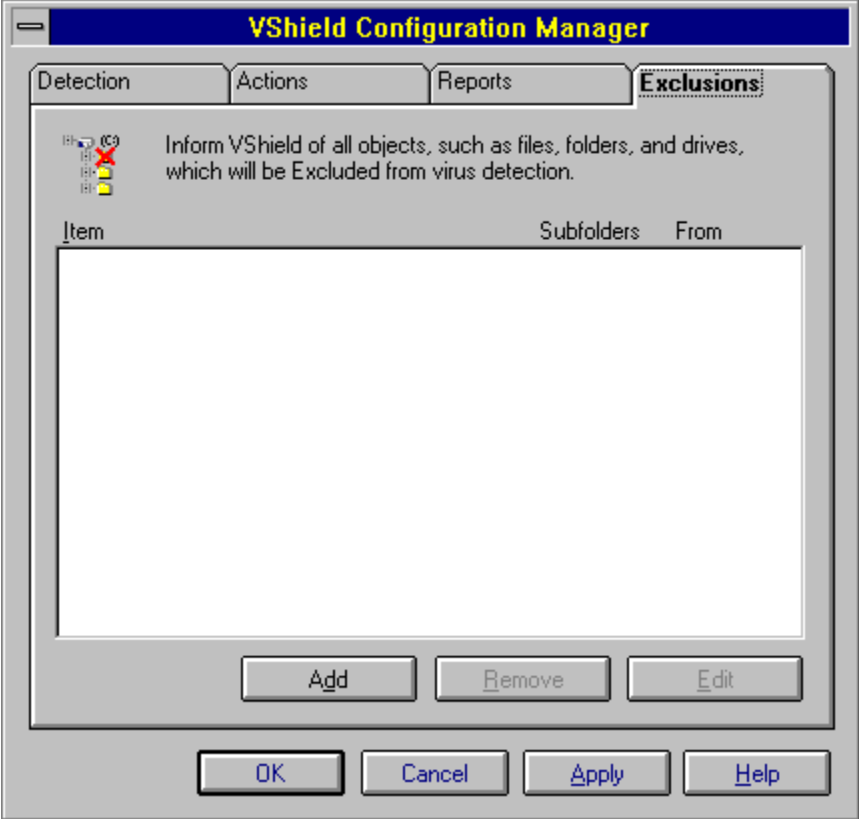 VShield Configuration Manager
Detection Actions Reports Exclusions
Inform VShield of all objects, such as files, folders, and drives,
which will be Excluded from virus detection.
Item Subfolders From
Add Remove Edit
OK Cancel Apply Help